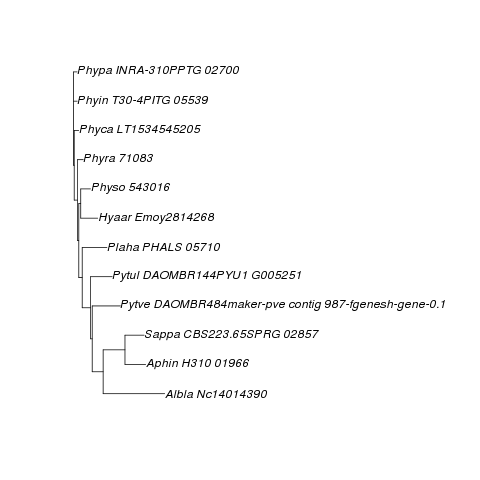 Phypa INRA-310PPTG 02700
Phyin T30-4PITG 05539
Phyca LT1534545205
Phyra 71083
Physo 543016
Hyaar Emoy2814268
Plaha PHALS 05710
Pytul DAOMBR144PYU1 G005251
Pytve DAOMBR484maker-pve contig 987-fgenesh-gene-0.1
Sappa CBS223.65SPRG 02857
Aphin H310 01966
Albla Nc14014390